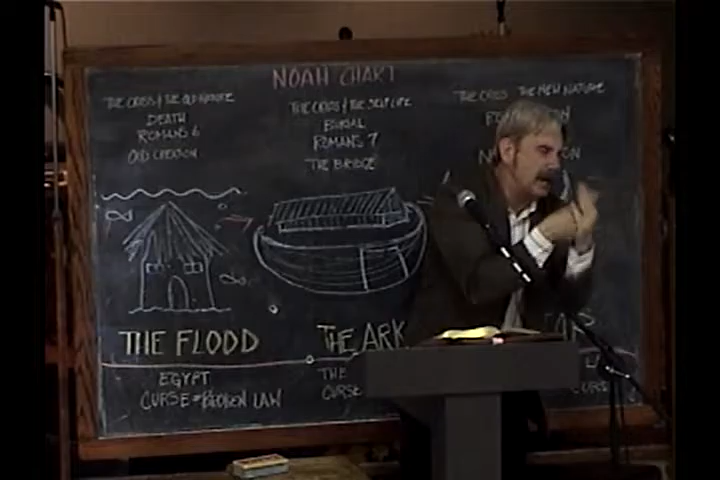 NOAH CHART
THE CROSS & THE OLD NATURE
DEATH
ROMANS 6
OLD CREATION
THE CROSS & THE SELF LIFE
BURIAL
ROMANS 7
THE BRIDGE
THE CROSS THE NEW NATURE
THE FLOOD
EGYPT
CURSE = BROKEN LAW
THE ARK
THE
CURSE